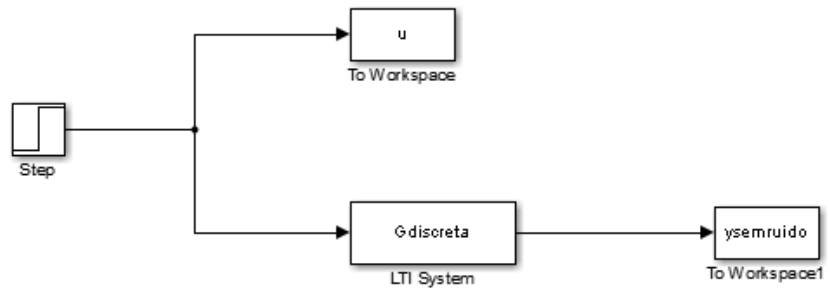 u
To Workspace
Step
Gdiscreta
LTI System
ysemruido
To Workspace1